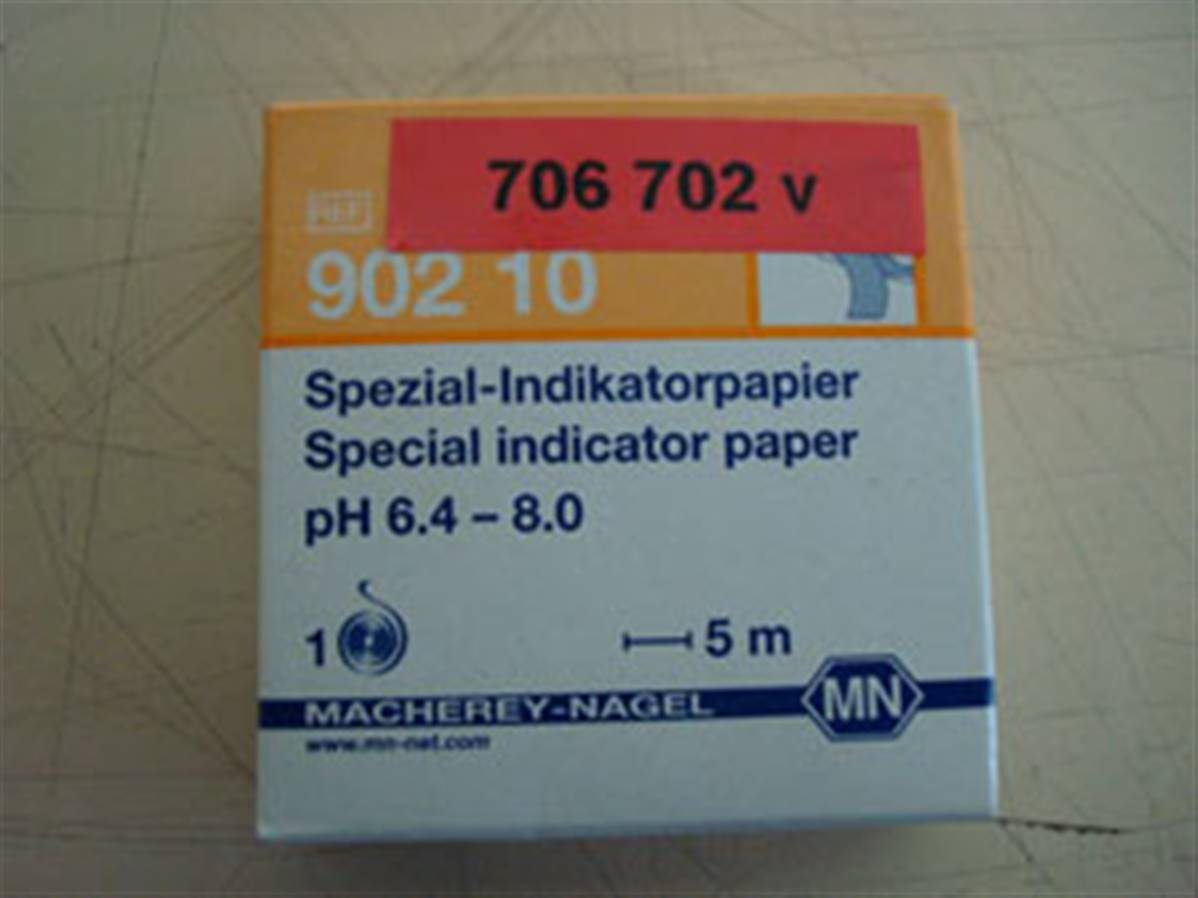 706 702 v
REF
902 10
Spezial-Indikatorpapier
Special indicator paper
pH 6.4 – 8.0
1
5 m
MACHEREY-NAGEL
MN
www.mn-net.com